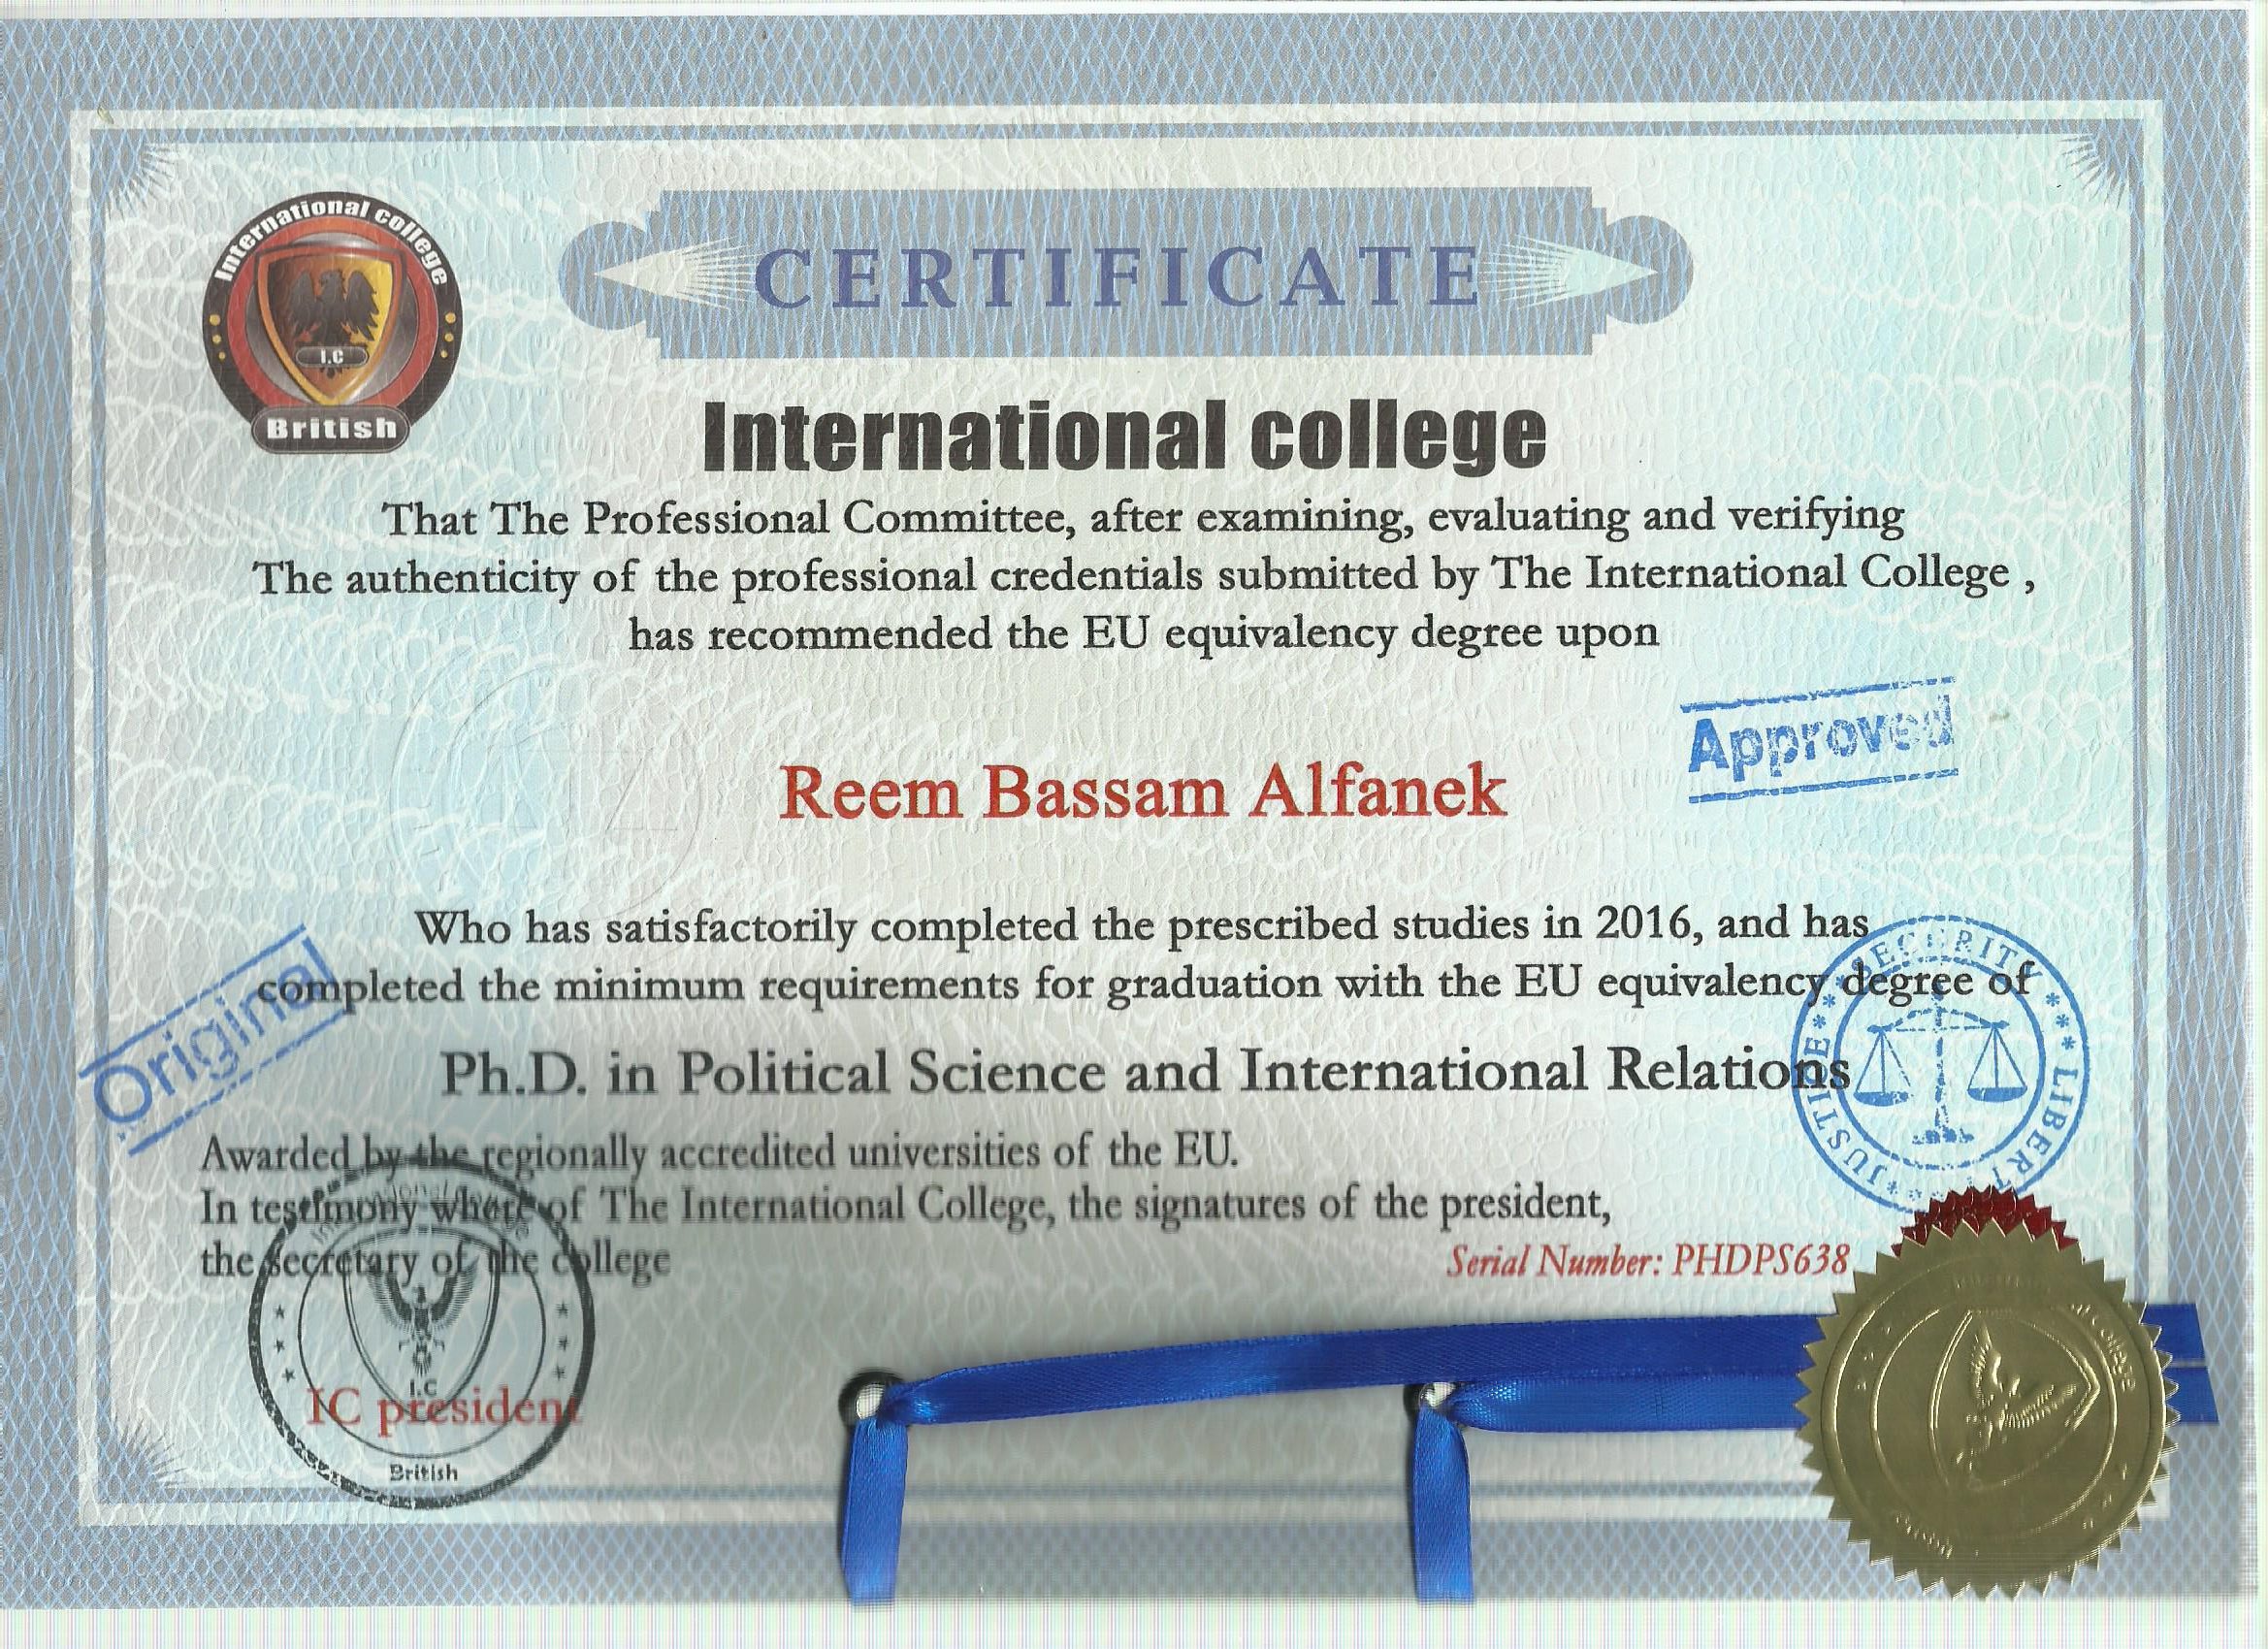 International college
I.C
British
CERTIFICATE
International college
That The Professional Committee, after examining, evaluating and verifying
The authenticity of the professional credentials submitted by The International College ,
has recommended the EU equivalency degree upon
Approved
Reem Bassam Alfanek
Who has satisfactorily completed the prescribed studies in 2016, and has
completed the minimum requirements for graduation with the EU equivalency degree of
Original
Ph.D. in Political Science and International Relations
JUSTICE SECERITY LIBERT
Awarded by the regionally accredited universities of the EU.
In testimony where of The International College, the signatures of the president,
the secretary of the college
Serial Number: PHDPS638
I.C
IC president
British